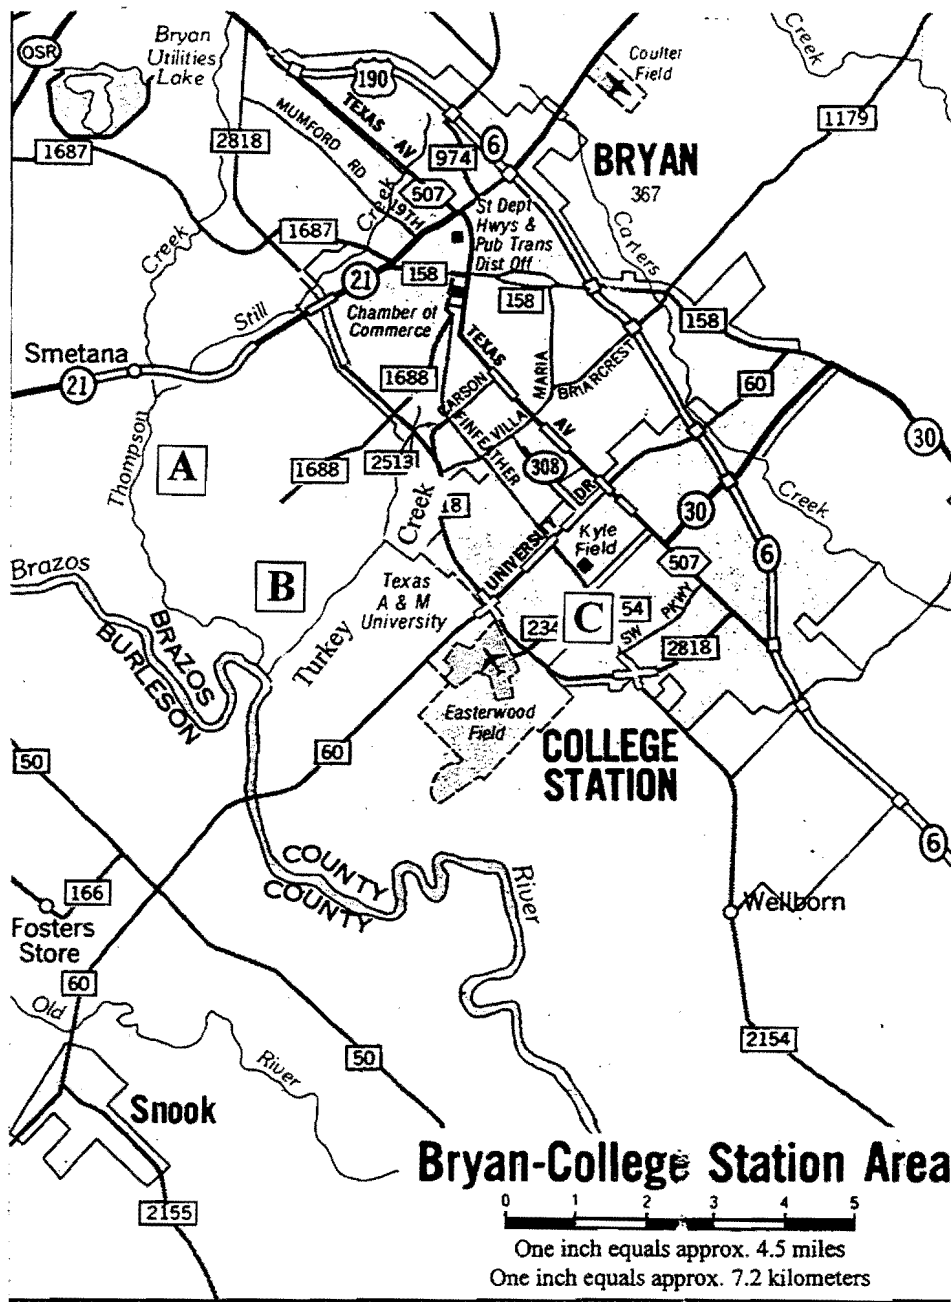 OSR
Bryan
Utilities
Lake
190
Coulter
Field
Creek
1687
2818
MUMFORD RD
TEXAS AV
974
6
BRYAN
367
1179
507
Creek
19TH
St Dept
Hwys &
Pub Trans
Dist Off
Carters
Creek
1687
21
158
158
158
Still
Chamber of
Commerce
Smetana
21
1688
TEXAS AV
MARIA
BRIARCREST
60
CARSON
FINFEATHER
VILLA
30
Thompson
A
1688
2513
308
DR
Creek
18
30
Creek
UNIVERSITY
Kyle
Field
507
6
Brazos
BRAZOS
BURLESON
B
Texas
A & M
University
C
234
54
SW PKWY
2818
Turkey
Easterwood
Field
COLLEGE
STATION
50
60
6
COUNTY
COUNTY
River
166
Fosters
Store
Wellborn
60
Old
River
50
2154
Snook
2155
Bryan-College Station Area
0 1 2 3 4 5
One inch equals approx. 4.5 miles
One inch equals approx. 7.2 kilometers